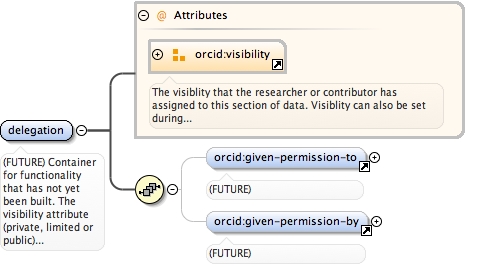 @ Attributes
orcid:visibility
The visiblity that the researcher or contributor has
assigned to this section of data. Visiblity can also be set
during...
delegation
(FUTURE) Container
for functionality
that has not yet
been built. The
visibility attribute
(private, limited or
public)...
orcid:given-permission-to
(FUTURE)
orcid:given-permission-by
(FUTURE)